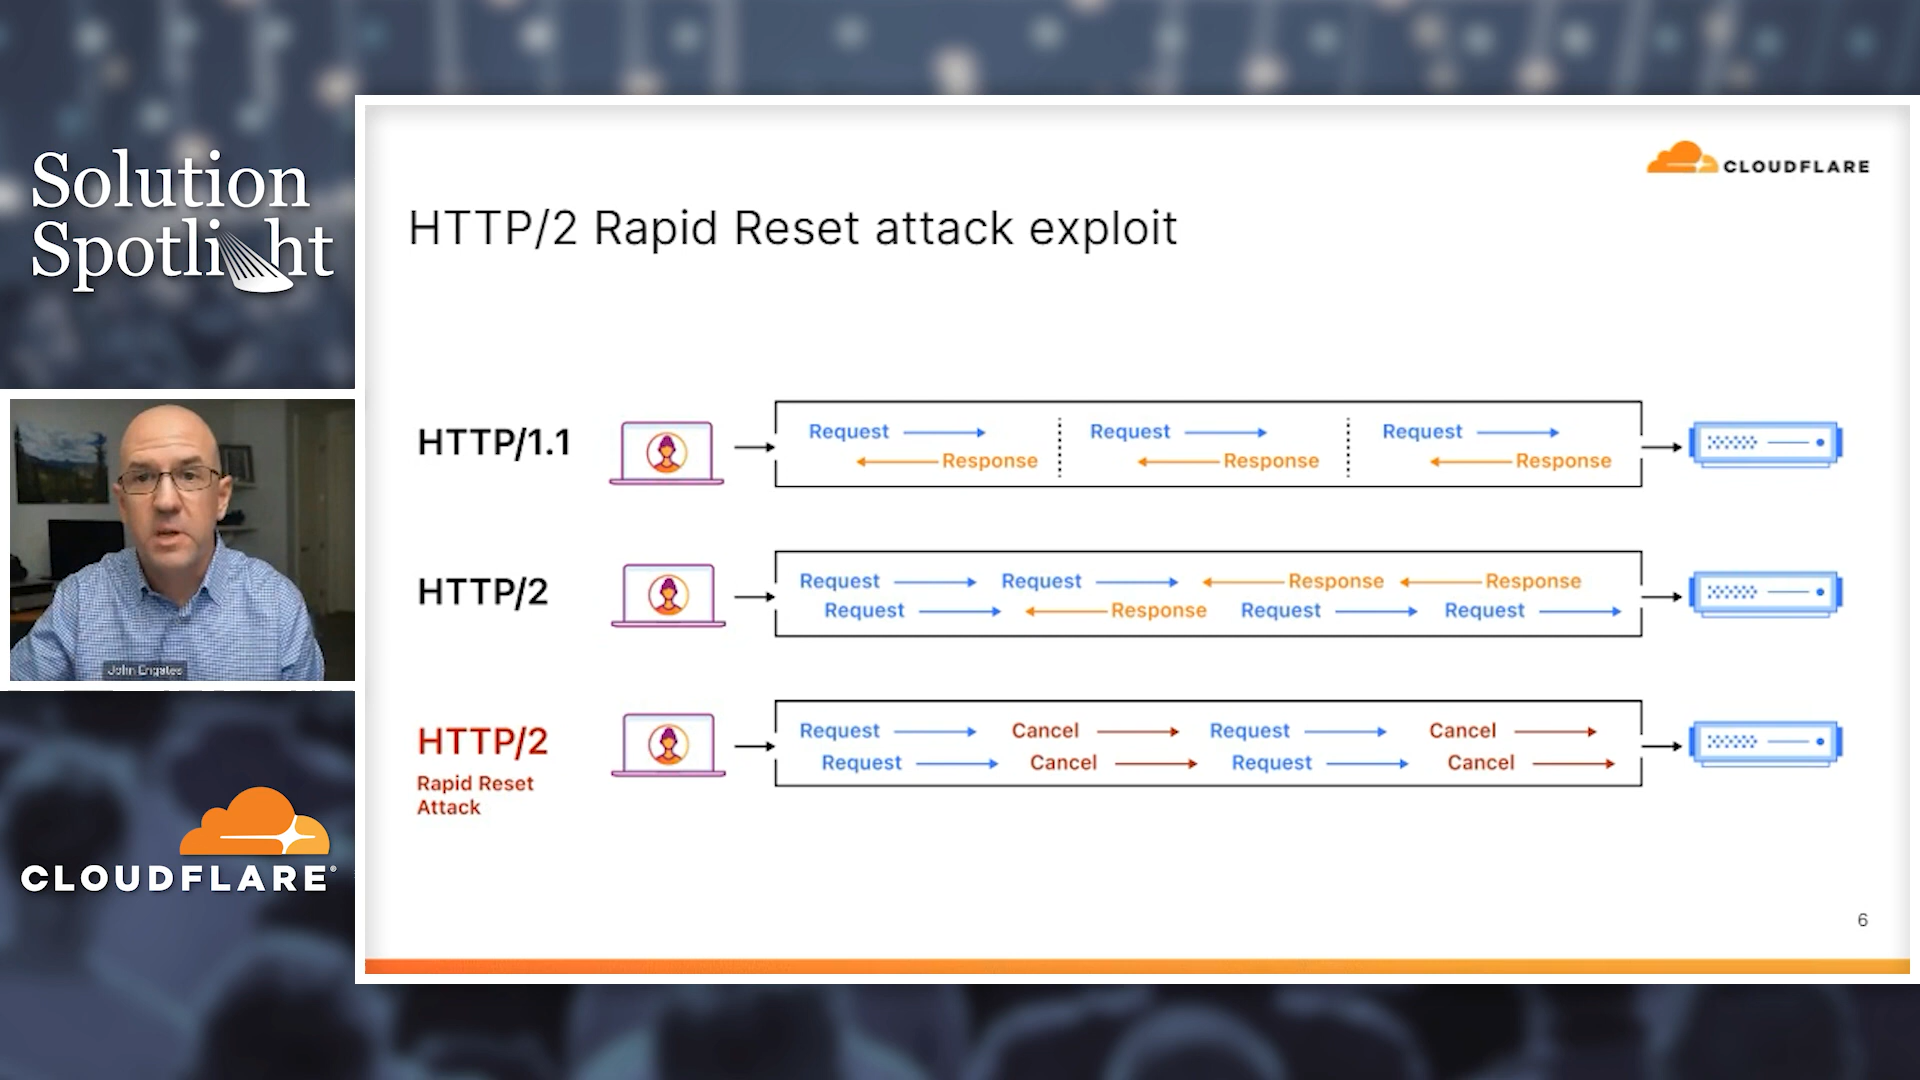 Solution
Spotlight
John Engates
CLOUDFLARE®
CLOUDFLARE
HTTP/2 Rapid Reset attack exploit
HTTP/1.1
Request Request Request
Response Response Response
HTTP/2
Request Request Response Response
Request Response Request Request
HTTP/2
Rapid Reset
Attack
Request Cancel Request Cancel
Request Cancel Request Cancel
6